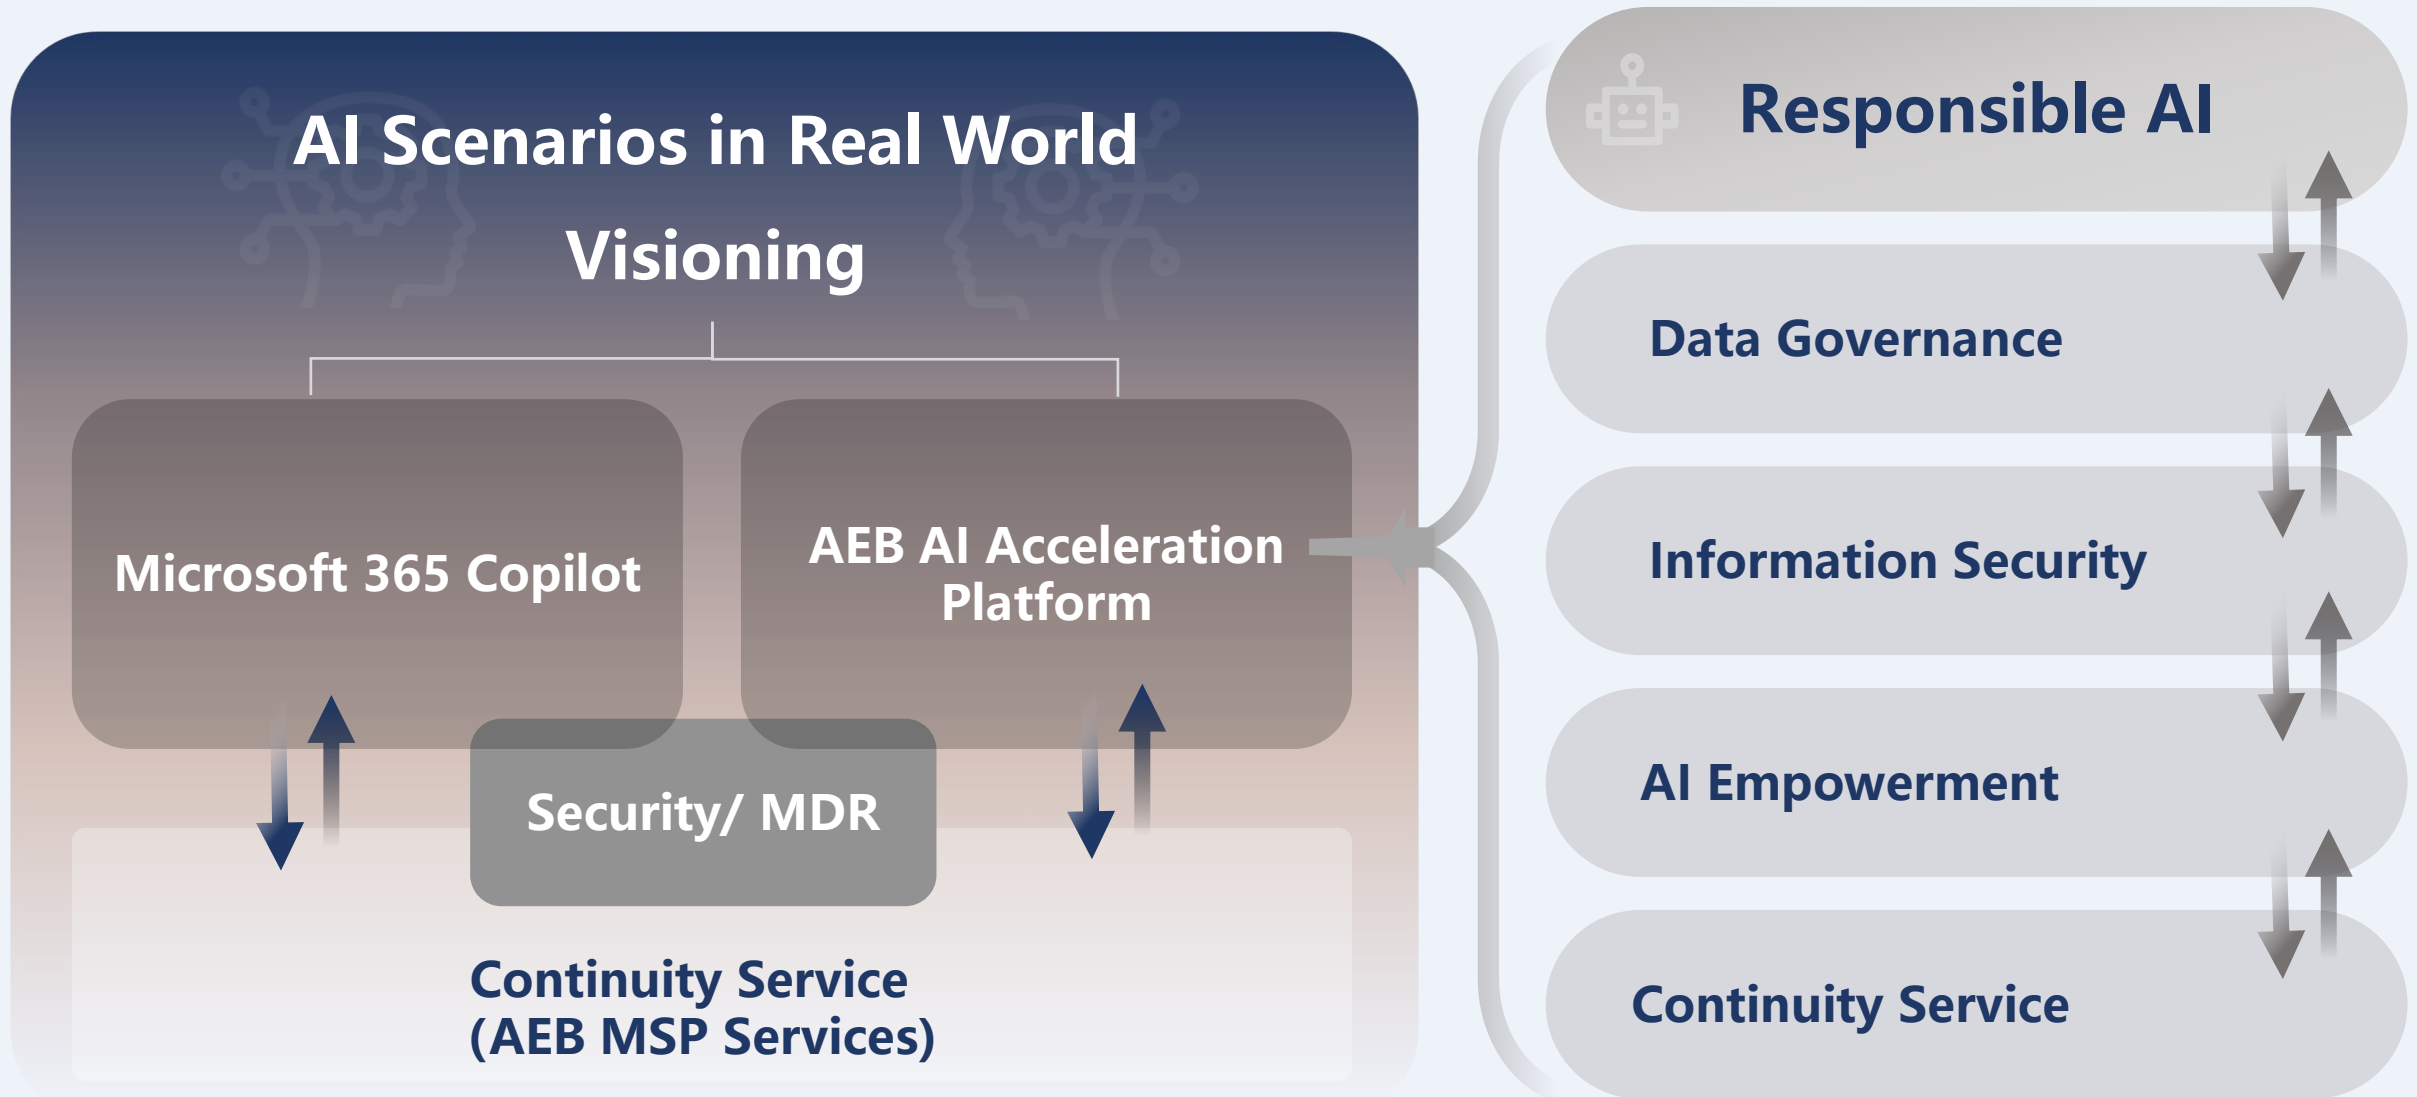 AI Scenarios in Real World
Visioning
Microsoft 365 Copilot
AEB AI Acceleration
Platform
Security/ MDR
Continuity Service
(AEB MSP Services)
Responsible AI
Data Governance
Information Security
AI Empowerment
Continuity Service